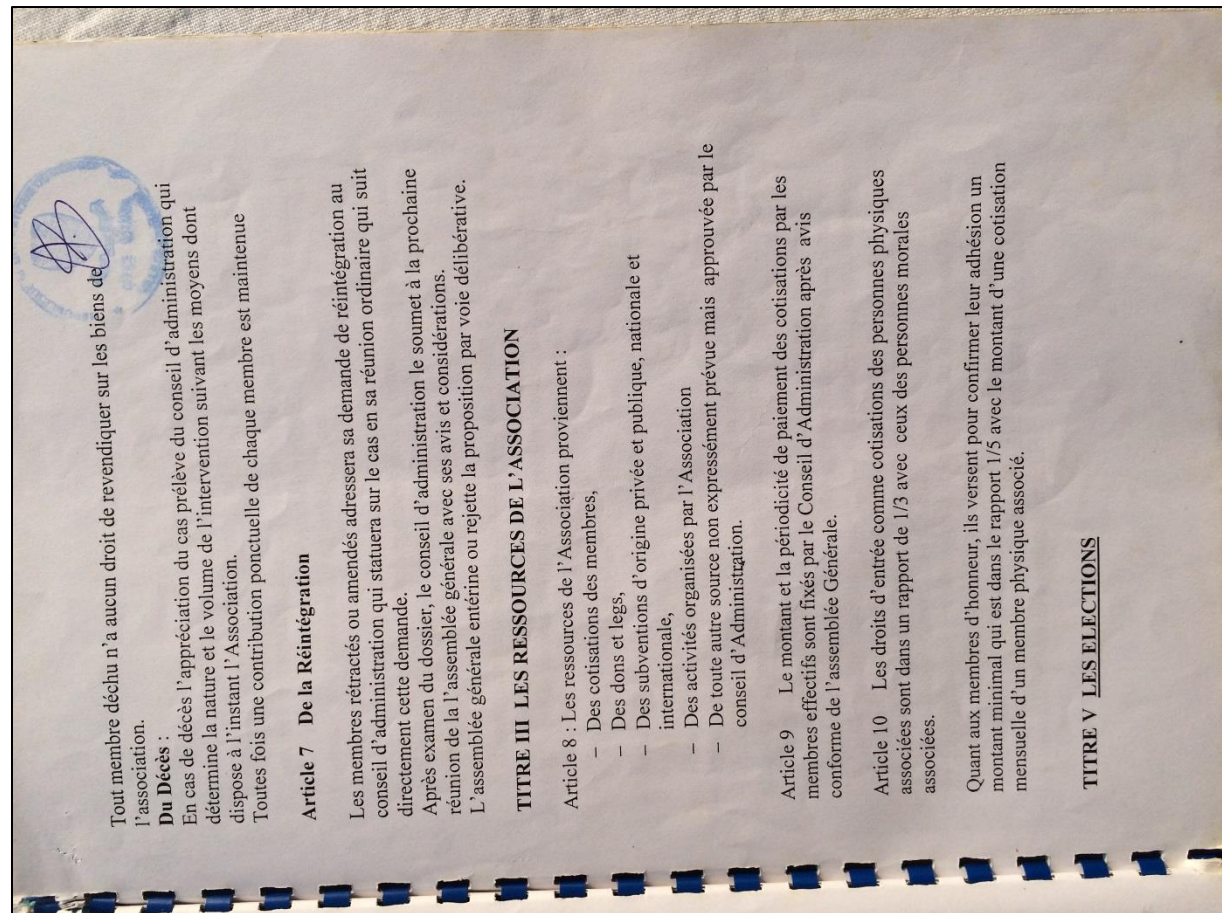 Tout membre déchu n'a aucun droit de revendiquer sur les biens de
l'association.
Du Décès :
En cas de décès l'appréciation du cas prélève du conseil d'administration qui
détermine la nature et le volume de l'intervention suivant les moyens dont
dispose à l'instant l'Association.
Toutes fois une contribution ponctuelle de chaque membre est maintenue
Article 7 De la Réintégration
Les membres rétractés ou amendés adressera sa demande de réintégration au
conseil d'administration qui statuera sur le cas en sa réunion ordinaire qui suit
directement cette demande.
Après examen du dossier, le conseil d'administration le soumet à la prochaine
réunion de la l'assemblée générale avec ses avis et considérations.
L'assemblée générale entérine ou rejette la proposition par voie délibérative.
TITRE III LES RESSOURCES DE L'ASSOCIATION
Article 8 : Les ressources de l'Association proviennent :
– Des cotisations des membres,
– Des dons et legs,
– Des subventions d'origine privée et publique, nationale et
internationale,
– Des activités organisées par l'Association
– De toute autre source non expressément prévue mais approuvée par le
conseil d'Administration.
Article 9 Le montant et la périodicité de paiement des cotisations par les
membres effectifs sont fixés par le Conseil d'Administration après avis
conforme de l'assemblée Générale.
Article 10 Les droits d'entrée comme cotisations des personnes physiques
associées sont dans un rapport de 1/3 avec ceux des personnes morales
associées.
Quant aux membres d'honneur, ils versent pour confirmer leur adhésion un
montant minimal qui est dans le rapport 1/5 avec le montant d'une cotisation
mensuelle d'un membre physique associé.
TITRE V LES ELECTIONS